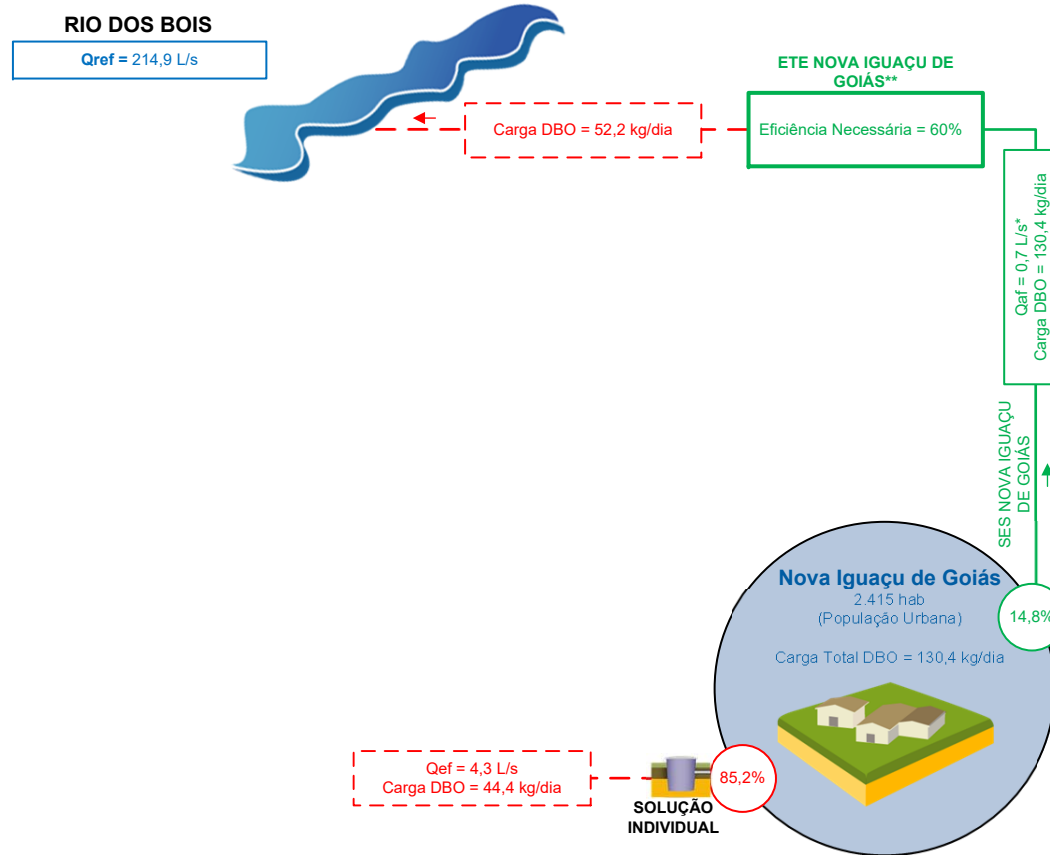 RIO DOS BOIS
Qref = 214,9 L/s
ETE NOVA IGUAÇU DE
GOIÁS**
Carga DBO = 52,2 kg/dia
Eficiência Necessária = 60%
Qaf = 0,7 L/s*
Carga DBO = 130,4 kg/dia
SES NOVA IGUAÇU
DE GOIÁS
Nova Iguaçu de Goiás
2.415 hab
(População Urbana)
14,8%
Carga Total DBO = 130,4 kg/dia
Qef = 4,3 L/s
Carga DBO = 44,4 kg/dia
85,2%
SOLUÇÃO
INDIVIDUAL